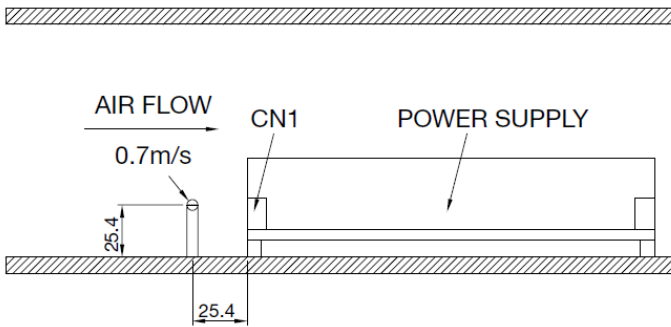 AIR FLOW
0.7m/s
CN1
POWER SUPPLY
25.4
25.4